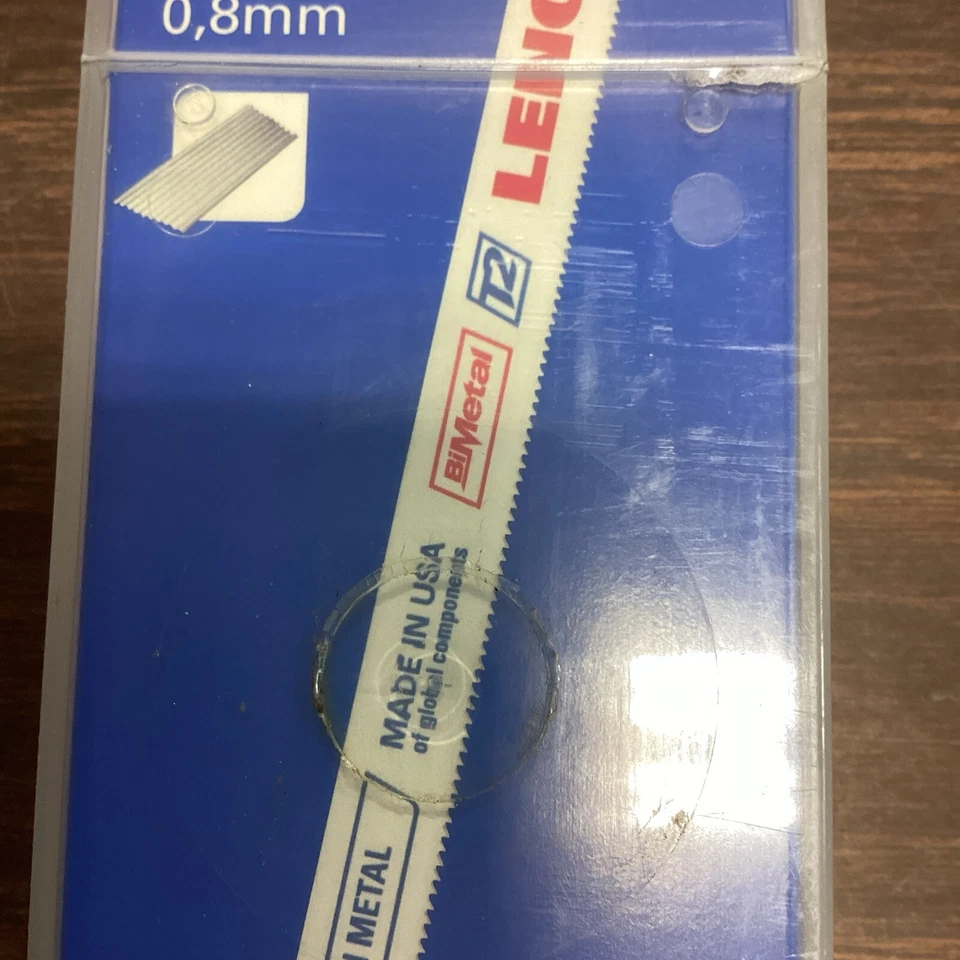 0,8mm
LENO
T2
BiMetal
MADE IN USA
of global components
METAL